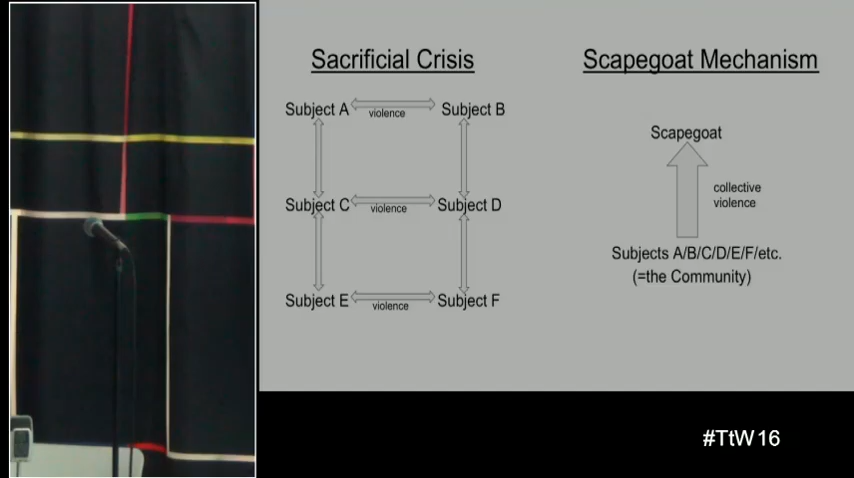 Sacrificial Crisis
Subject A
violence
Subject B
Subject C
violence
Subject D
Subject E
violence
Subject F
Scapegoat Mechanism
Scapegoat
collective
violence
Subjects A/B/C/D/E/F/etc.
(=the Community)
#TtW16